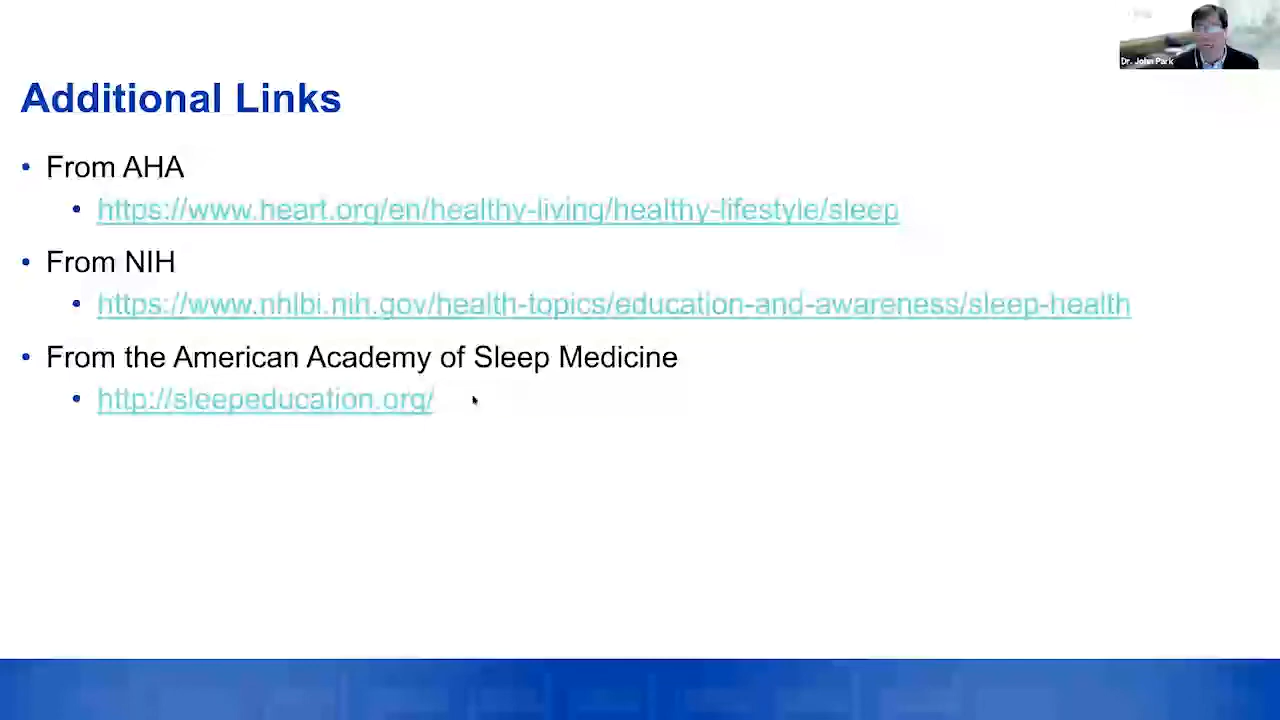 Dr. John Park
Additional Links
• From AHA
• https://www.heart.org/en/healthy-living/healthy-lifestyle/sleep
• From NIH
• https://www.nhlbi.nih.gov/health-topics/education-and-awareness/sleep-health
• From the American Academy of Sleep Medicine
• http://sleepeducation.org/